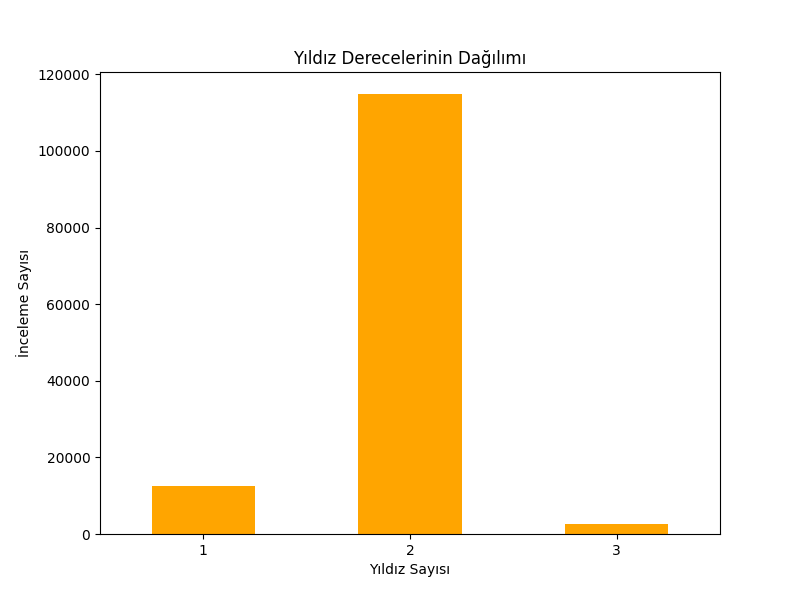 Yıldız Derecelerinin Dağılımı
120000
100000
80000
60000
40000
20000
0
İnceleme Sayısı
1 2 3
Yıldız Sayısı